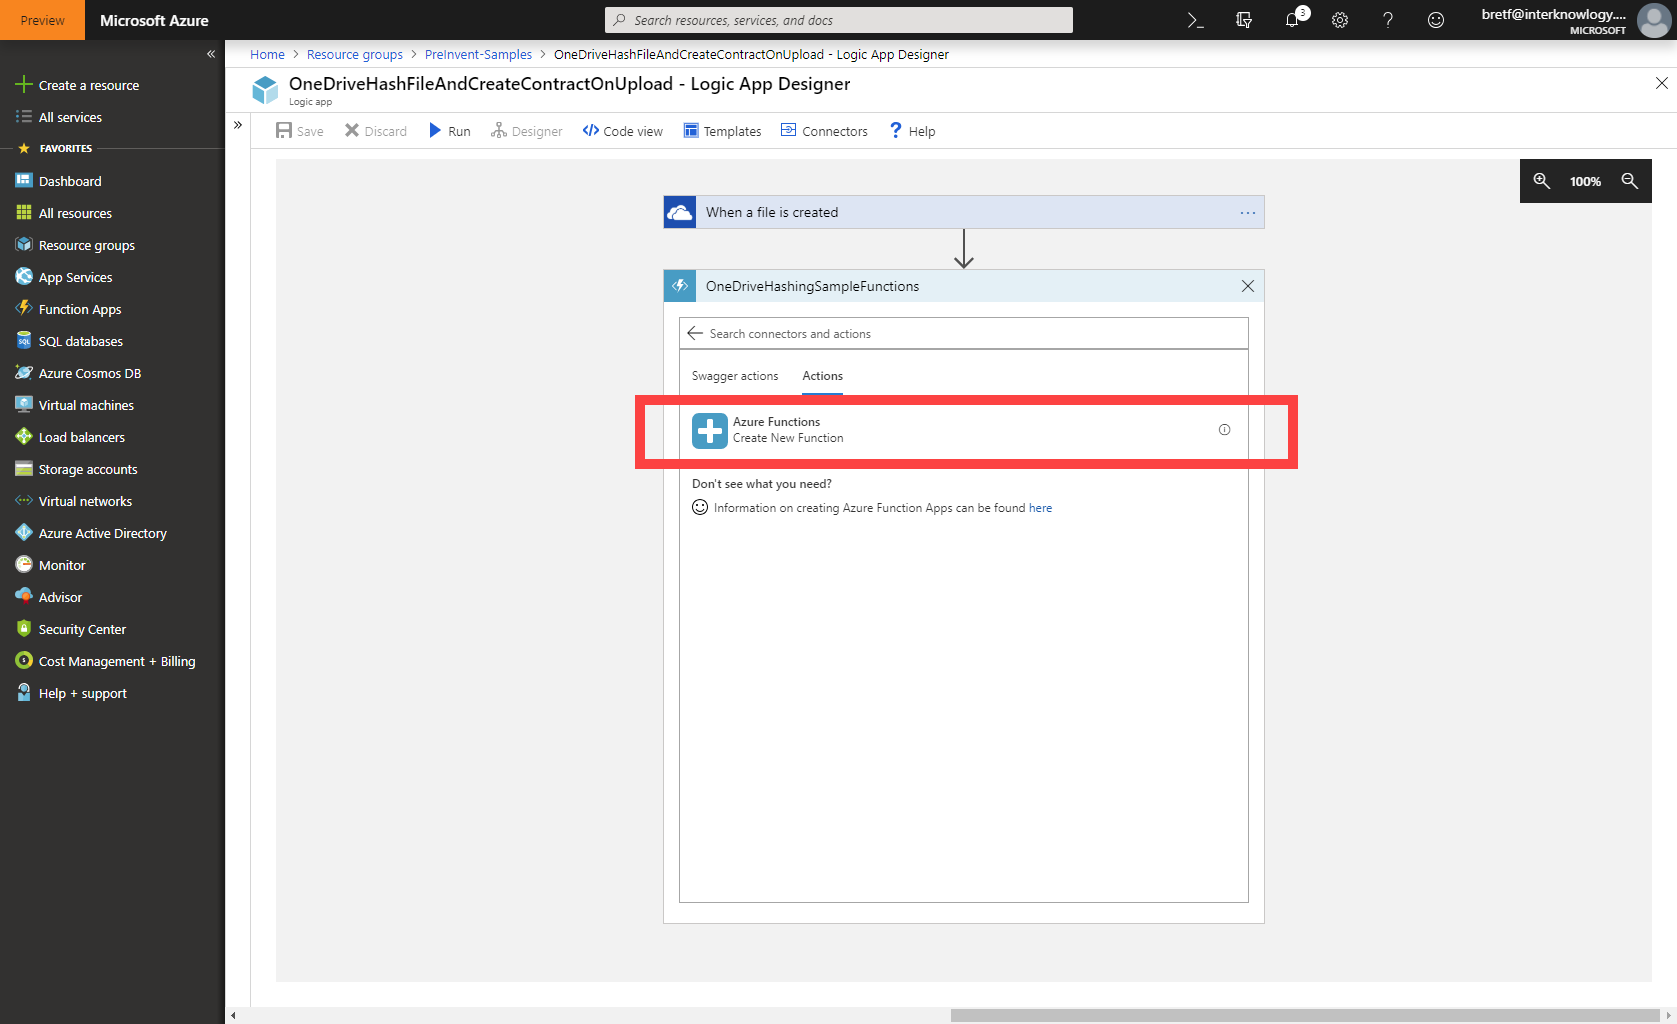 Preview
Microsoft Azure
Search resources, services, and docs
3
bretf@interknowlogy....
MICROSOFT
Create a resource
All services
FAVORITES
Dashboard
All resources
Resource groups
App Services
Function Apps
SQL databases
Azure Cosmos DB
Virtual machines
Load balancers
Storage accounts
Virtual networks
Azure Active Directory
Monitor
Advisor
Security Center
Cost Management + Billing
Help + support
Home > Resource groups > PreInvent-Samples > OneDriveHashFileAndCreateContractOnUpload - Logic App Designer
OneDriveHashFileAndCreateContractOnUpload - Logic App Designer
Logic app
Save Discard Run Designer Code view Templates Connectors Help
100%
When a file is created
OneDriveHashingSampleFunctions
Search connectors and actions
Swagger actions Actions
Azure Functions
Create New Function
Don't see what you need?
Information on creating Azure Function Apps can be found here